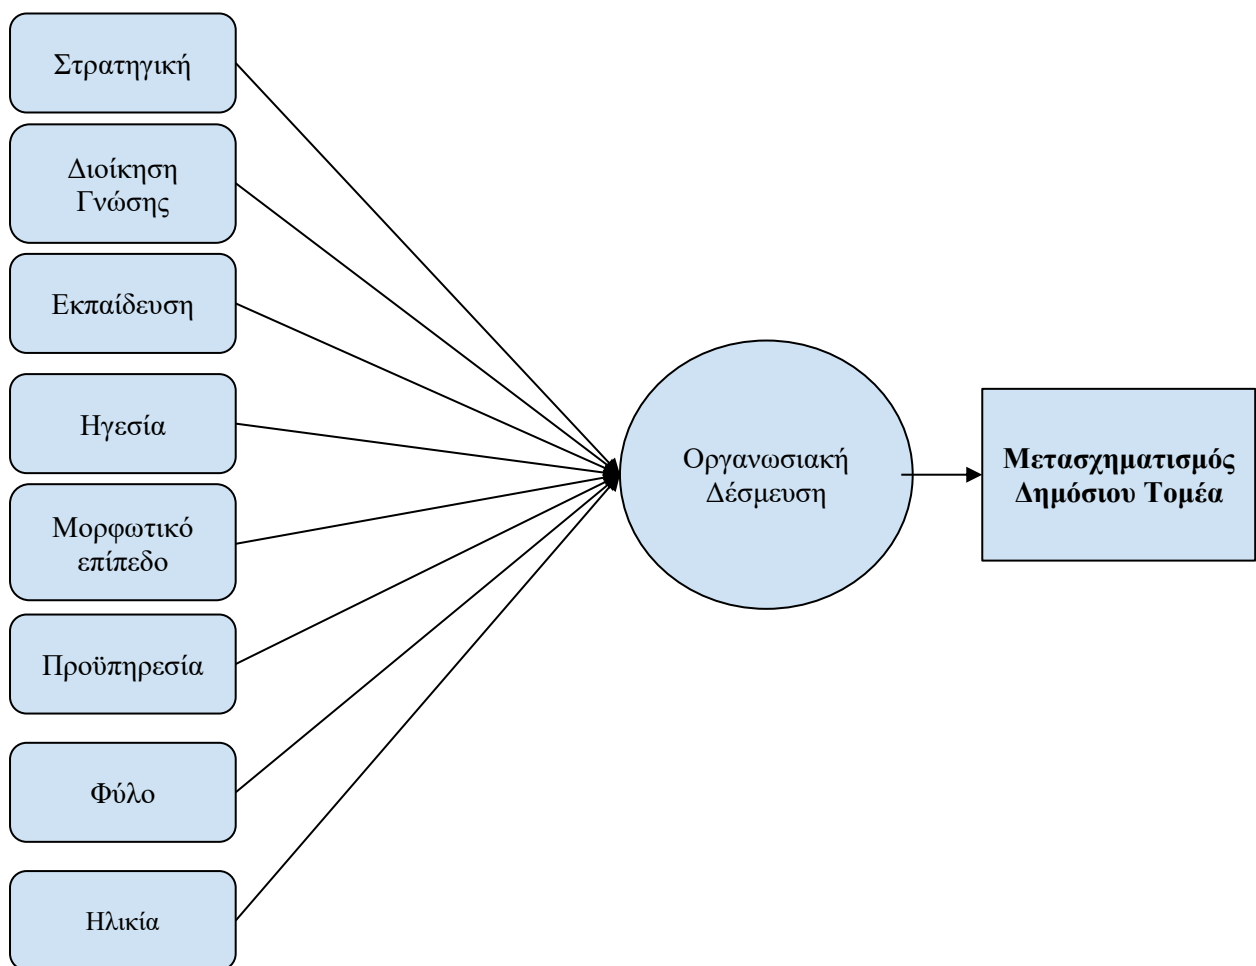 Στρατηγική
Διοίκηση
Γνώσης
Εκπαίδευση
Ηγεσία
Μορφωτικό
επίπεδο
Προϋπηρεσία
Φύλο
Ηλικία
Οργανωσιακή
Δέσμευση
Μετασχηματισμός
Δημόσιου Τομέα